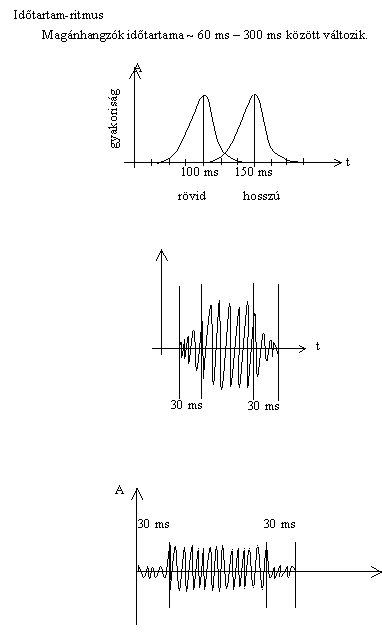 Időtartam-ritmus
Magánhangzók időtartama ~ 60 ms – 300 ms között változik.
A
gyakoriság
t
100 ms 150 ms
rövid hosszú
t
30 ms 30 ms
A
30 ms 30 ms